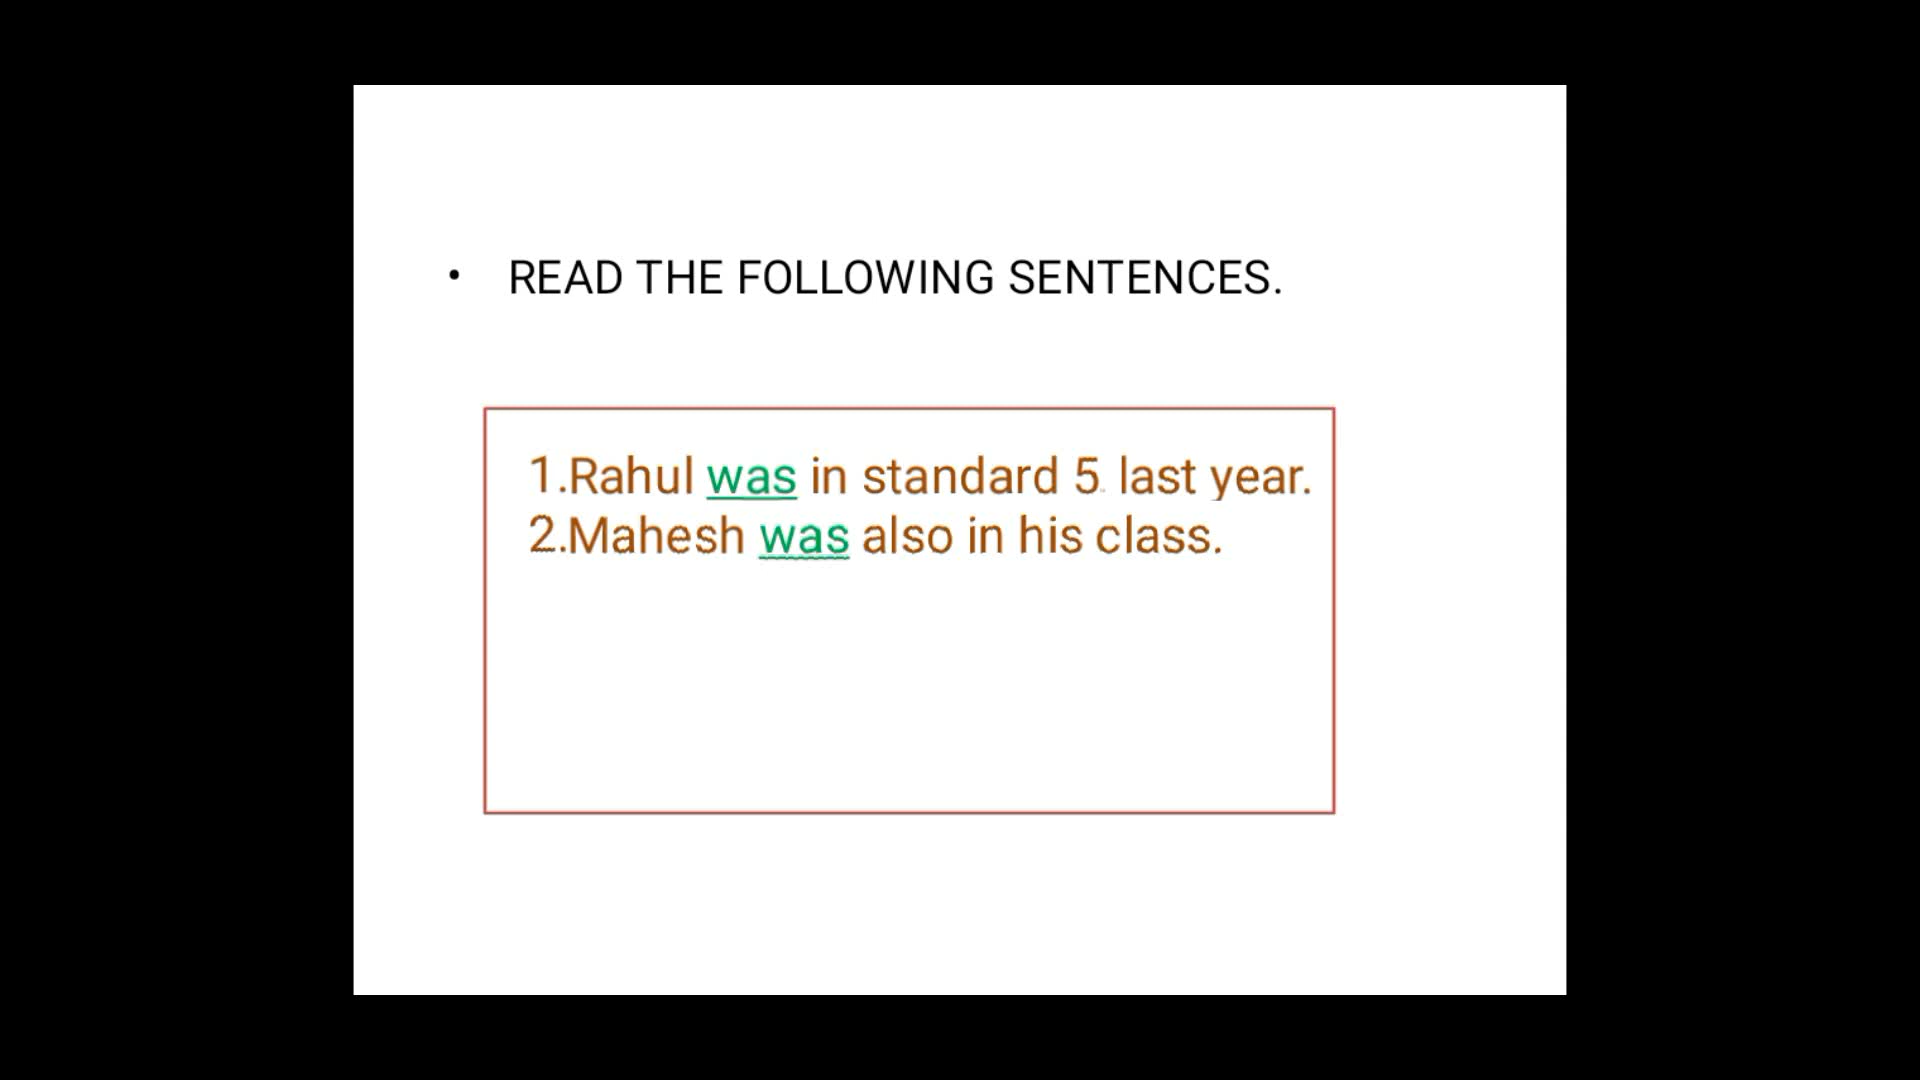 • READ THE FOLLOWING SENTENCES.
1.Rahul was in standard 5 last year.
2.Mahesh was also in his class.